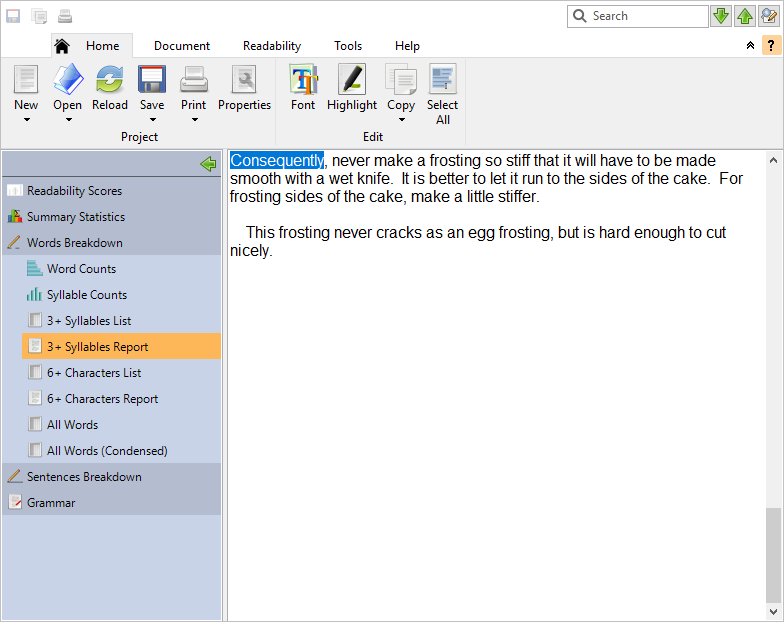 Search
Home Document Readability Tools Help
?
New Open Reload Save Print Properties Font Highlight Copy Select All
Project Edit
Readability Scores
Summary Statistics
Words Breakdown
Word Counts
Syllable Counts
3+ Syllables List
3+ Syllables Report
6+ Characters List
6+ Characters Report
All Words
All Words (Condensed)
Sentences Breakdown
Grammar
Consequently, never make a frosting so stiff that it will have to be made
smooth with a wet knife.  It is better to let it run to the sides of the cake.  For
frosting sides of the cake, make a little stiffer.
This frosting never cracks as an egg frosting, but is hard enough to cut
nicely.